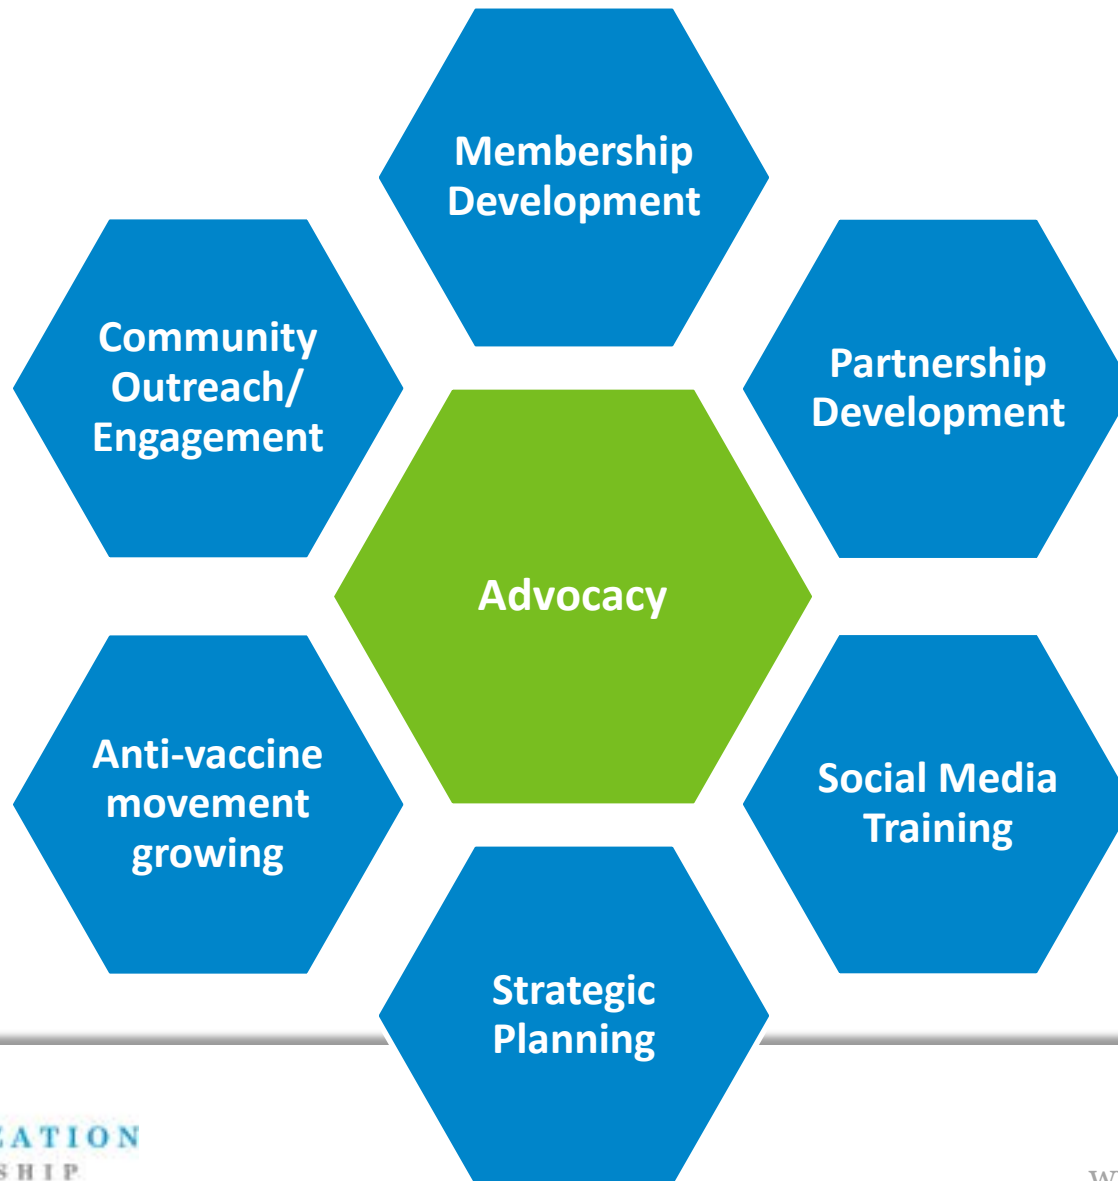 Membership
Development
Community
Outreach/
Engagement
Partnership
Development
Advocacy
Anti-vaccine
movement
growing
Social Media
Training
Strategic
Planning